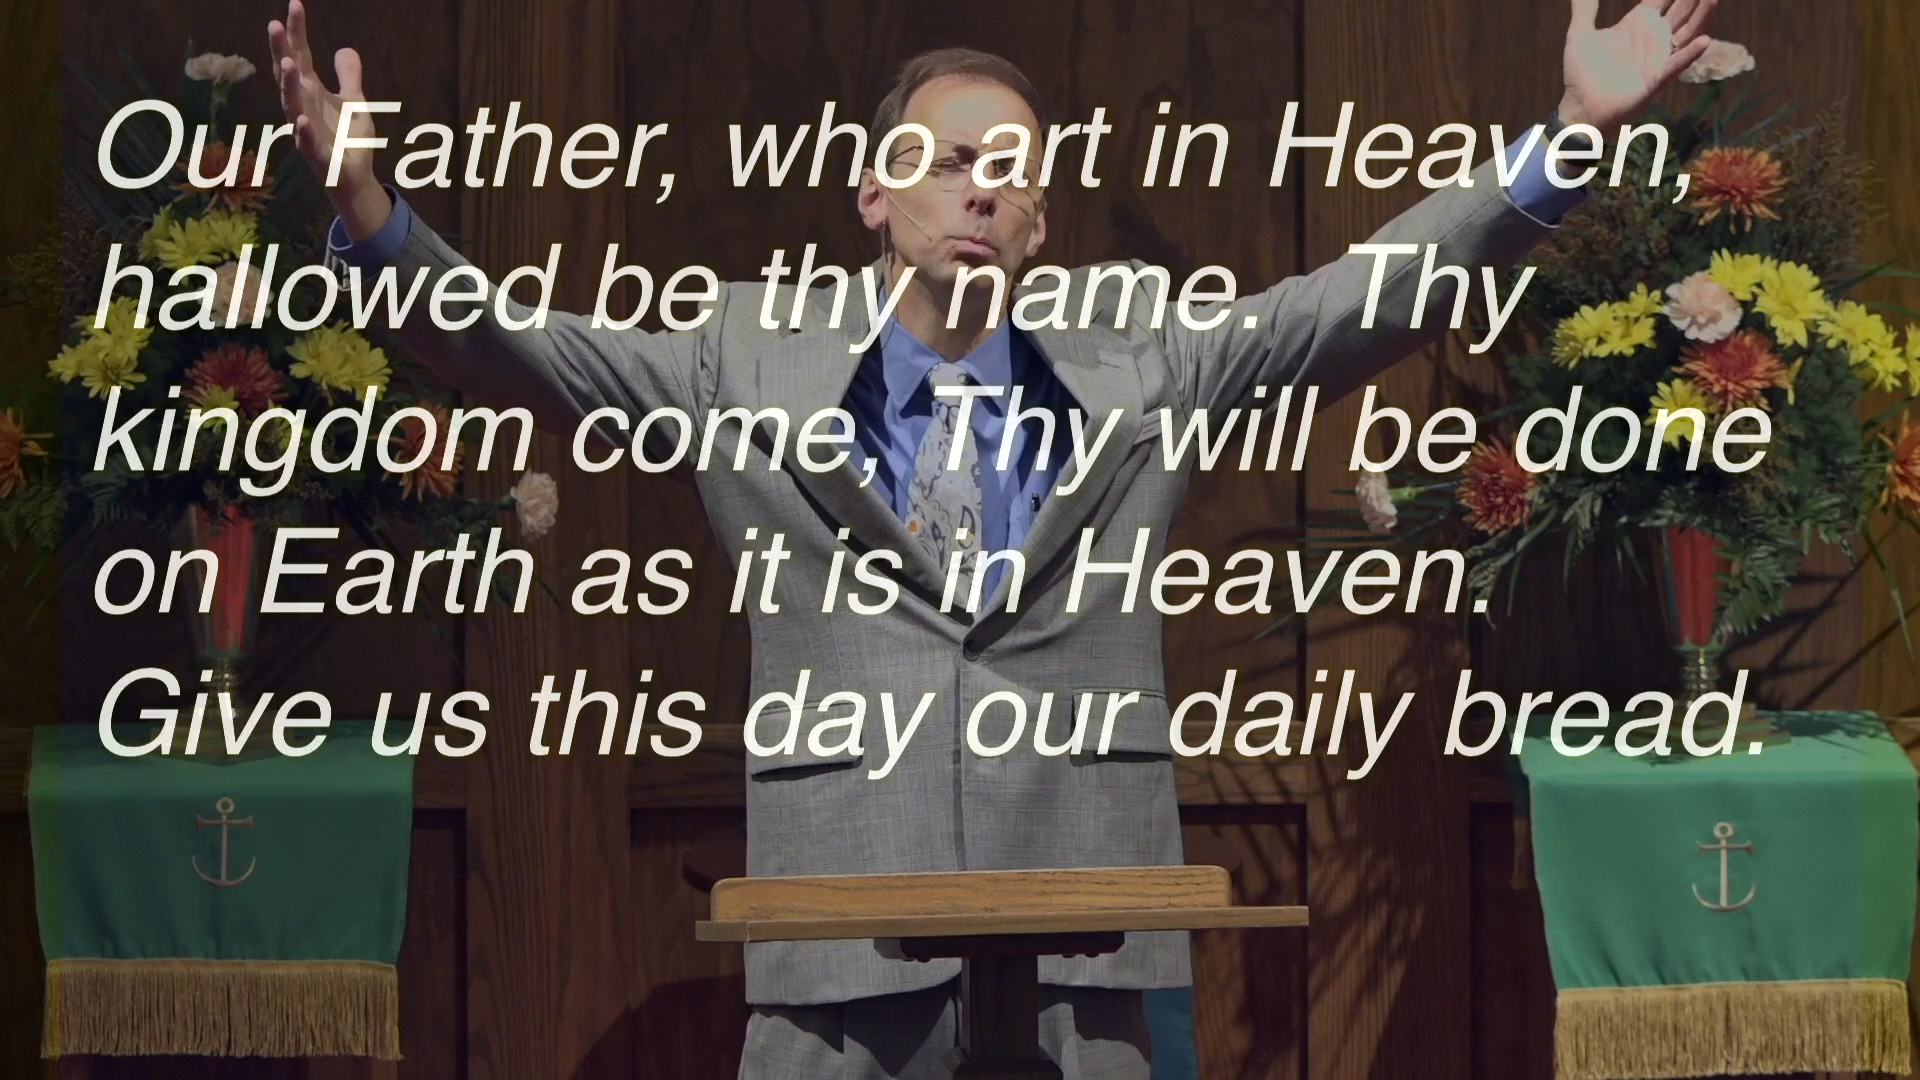 Our Father, who art in Heaven,
hallowed be thy name.  Thy
kingdom come, Thy will be done
on Earth as it is in Heaven.
Give us this day our daily bread.